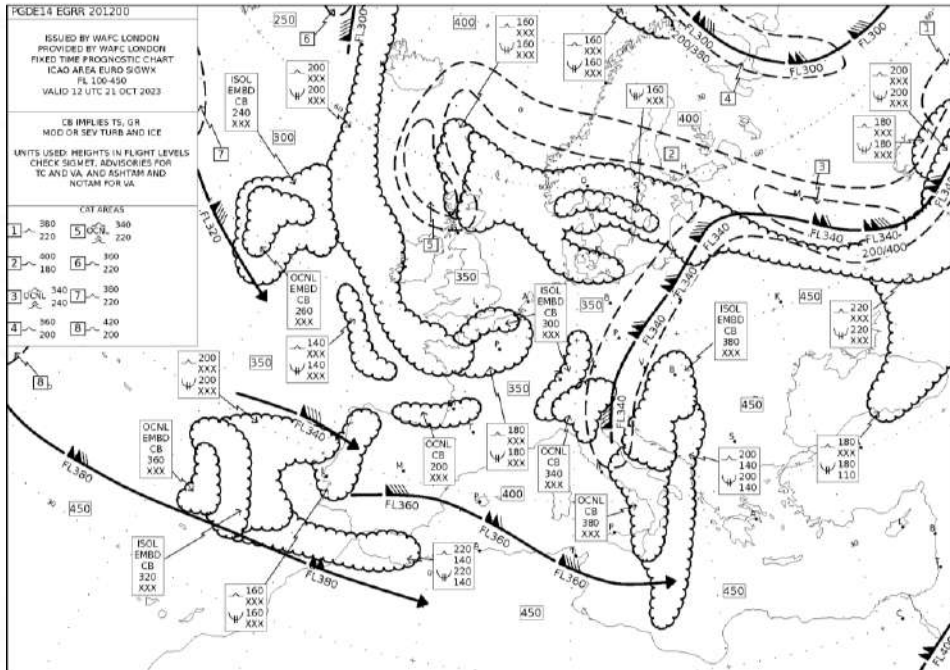 PGDE14 EGRR 201200
ISSUED BY WAFC LONDON
PROVIDED BY WAFC LONDON
FIXED TIME PROGNOSTIC CHART
ICAO AREA EURO SIGWX
FL 100-450
VALID 12 UTC 21 OCT 2023
CB IMPLIES TS, GR
MOD OR SEV TURB AND ICE
UNITS USED: HEIGHTS IN FLIGHT LEVELS
CHECK SIGMET, ADVISORIES FOR
TC AND VA, AND ASHTAM AND
NOTAM FOR VA
CAT AREAS
1 380
220
5 OCNL 340
220
2 400
180
6 300
220
3 OCNL 340
240
7 380
220
4 360
200
8 420
200
250
6
FL300
400
160
XXX
160
XXX
160
XXX
160
XXX
FL300
200/380
FL300
FL300
1
4
ISOL
EMBD
CB
240
XXX
200
XXX
200
XXX
160
XXX
200
XXX
200
XXX
180
XXX
180
XXX
300
400
7
2
3
FL320
5
FL340
FL340
FL340
200/400
FL340
OCNL
EMBD
CB
260
XXX
350
ISOL
EMBD
CB
300
XXX
350
FL340
FL340
ISOL
EMBD
CB
380
XXX
450
220
XXX
220
XXX
140
XXX
140
XXX
350
350
8
200
XXX
200
XXX
FL340
FL340
450
OCNL
EMBD
CB
360
XXX
OCNL
CB
200
XXX
180
XXX
180
XXX
OCNL
CB
340
XXX
200
140
200
140
180
XXX
180
110
FL380
450
FL360
400
FL360
OCNL
CB
380
XXX
ISOL
EMBD
CB
320
XXX
220
140
220
140
FL360
FL380
160
XXX
160
XXX
450
450